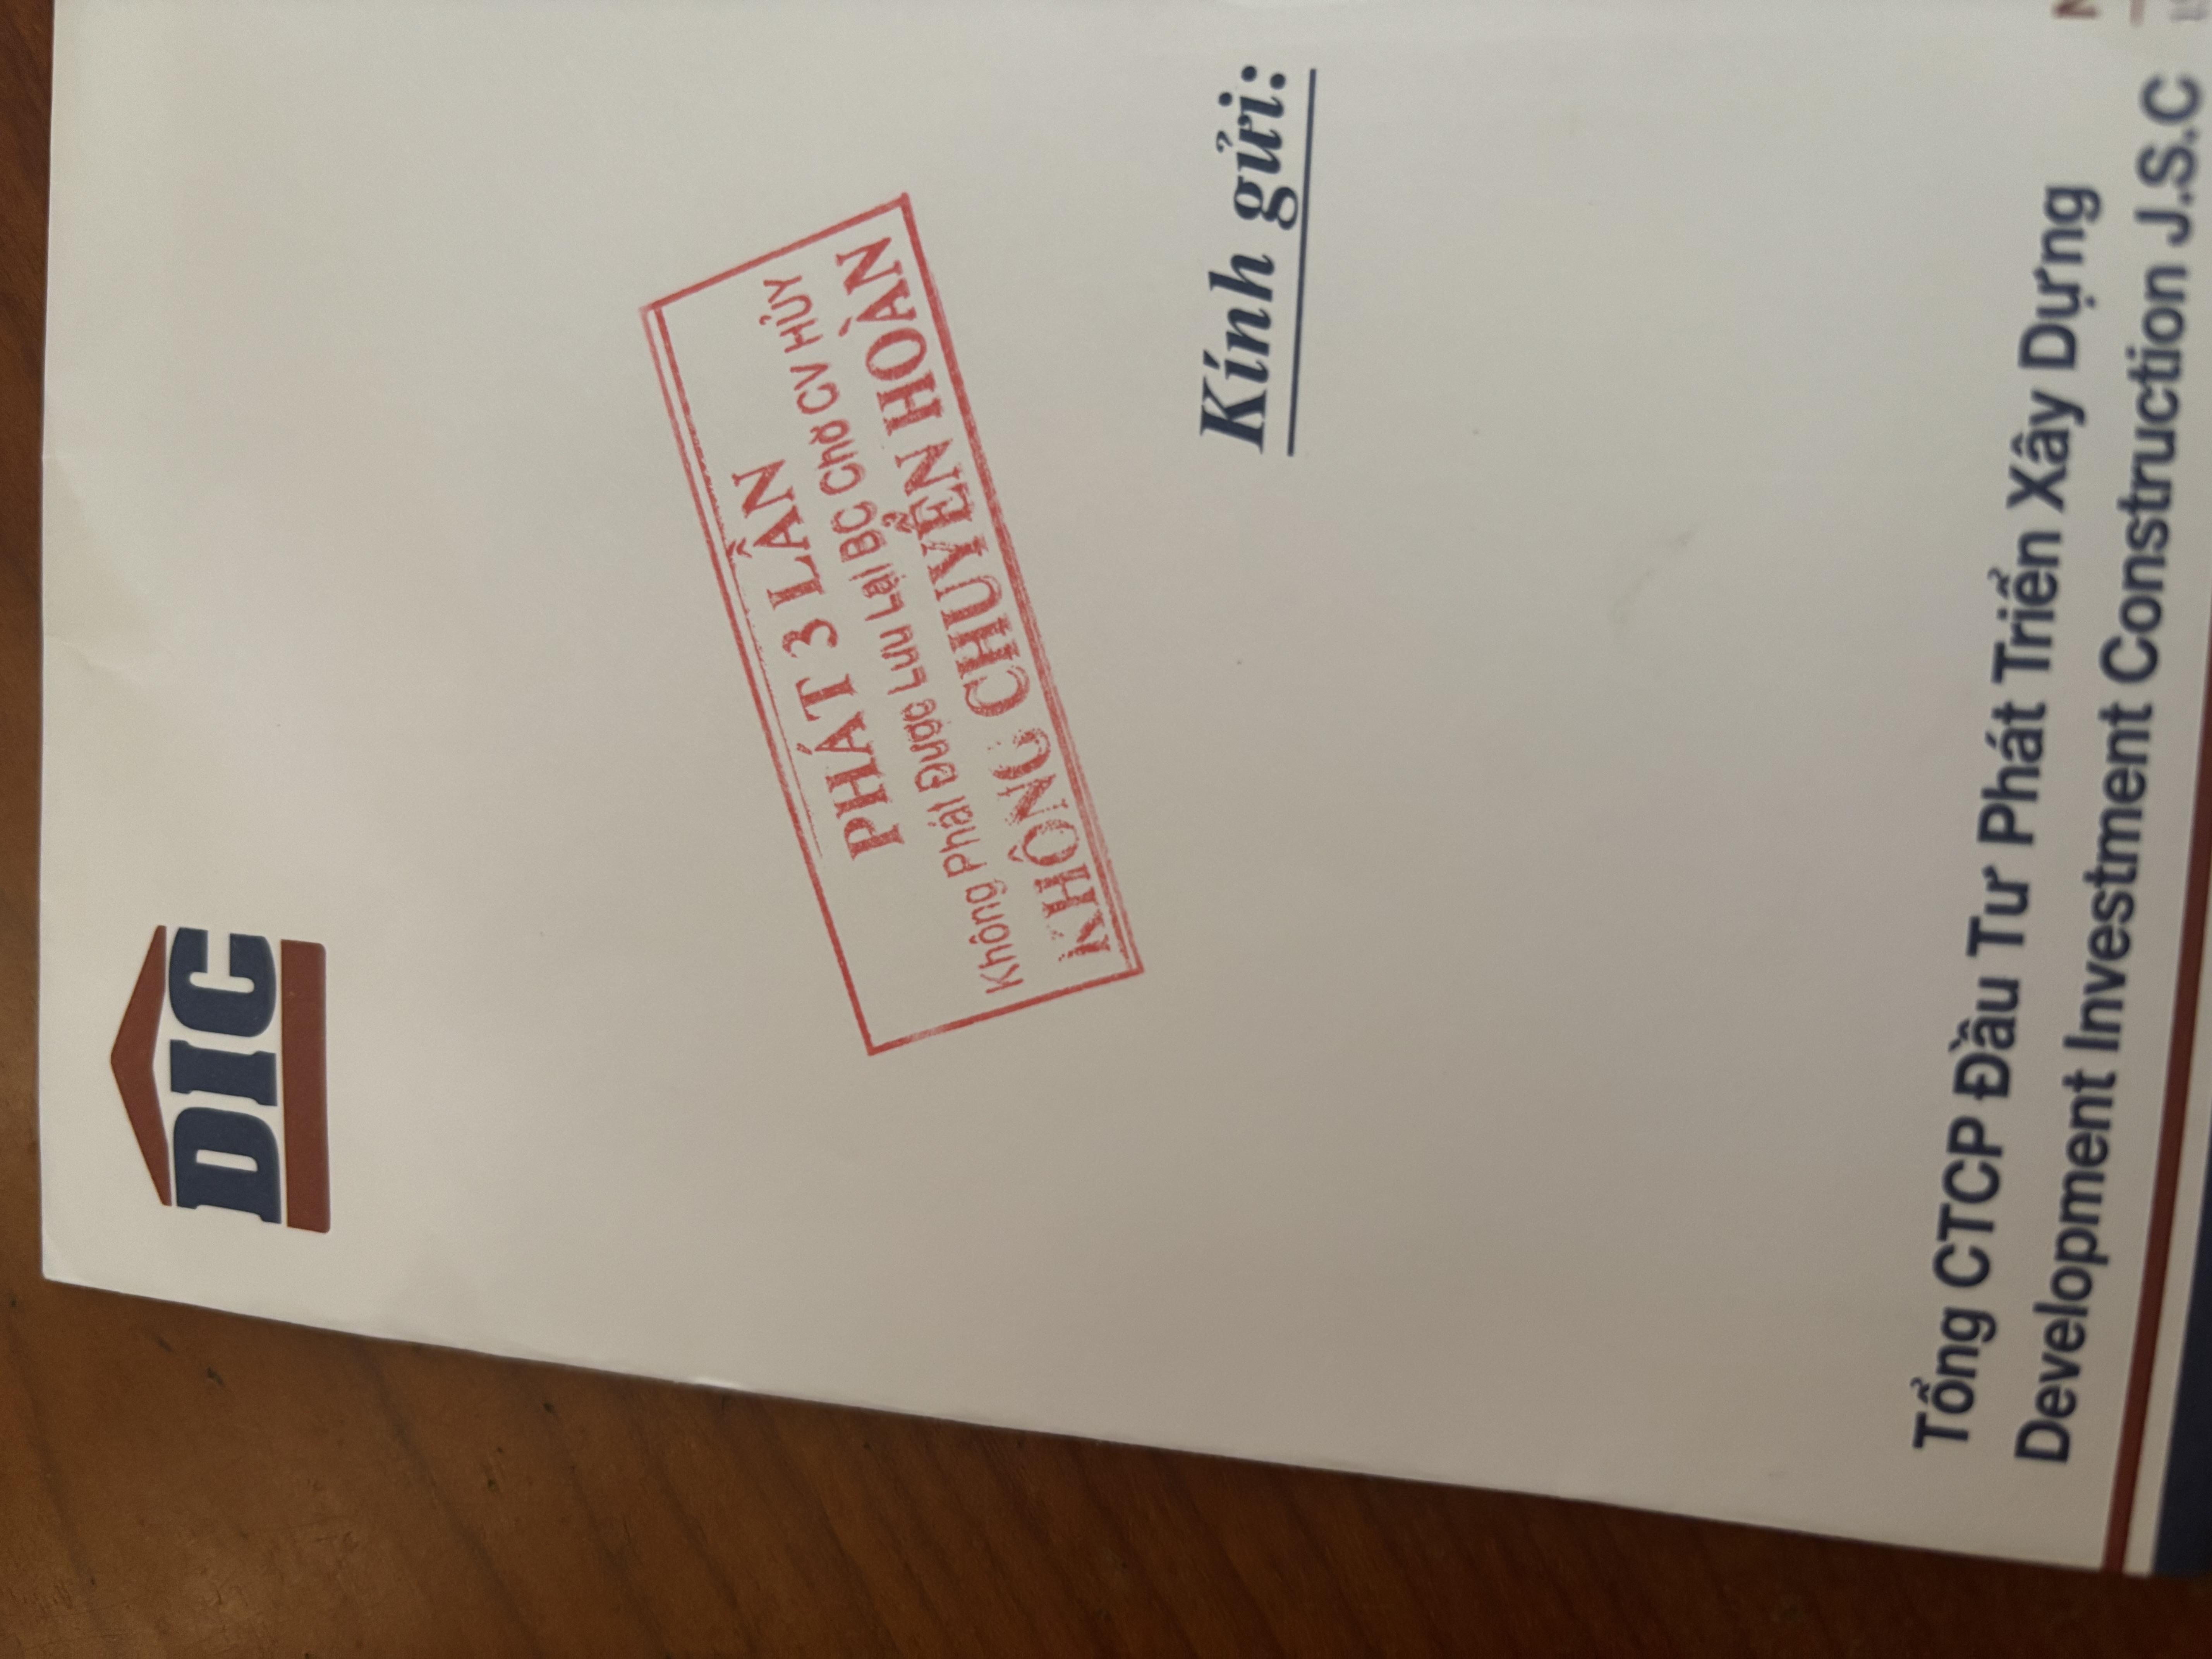 DIC
PHÁT 3 LẦN
Không Phát Được Lưu Lại BC Chờ CV HỦY
KHÔNG CHUYỂN HOÀN
Kính gửi:
Tổng CTCP Đầu Tư Phát Triển Xây Dựng
Development Investment Construction J.S.C